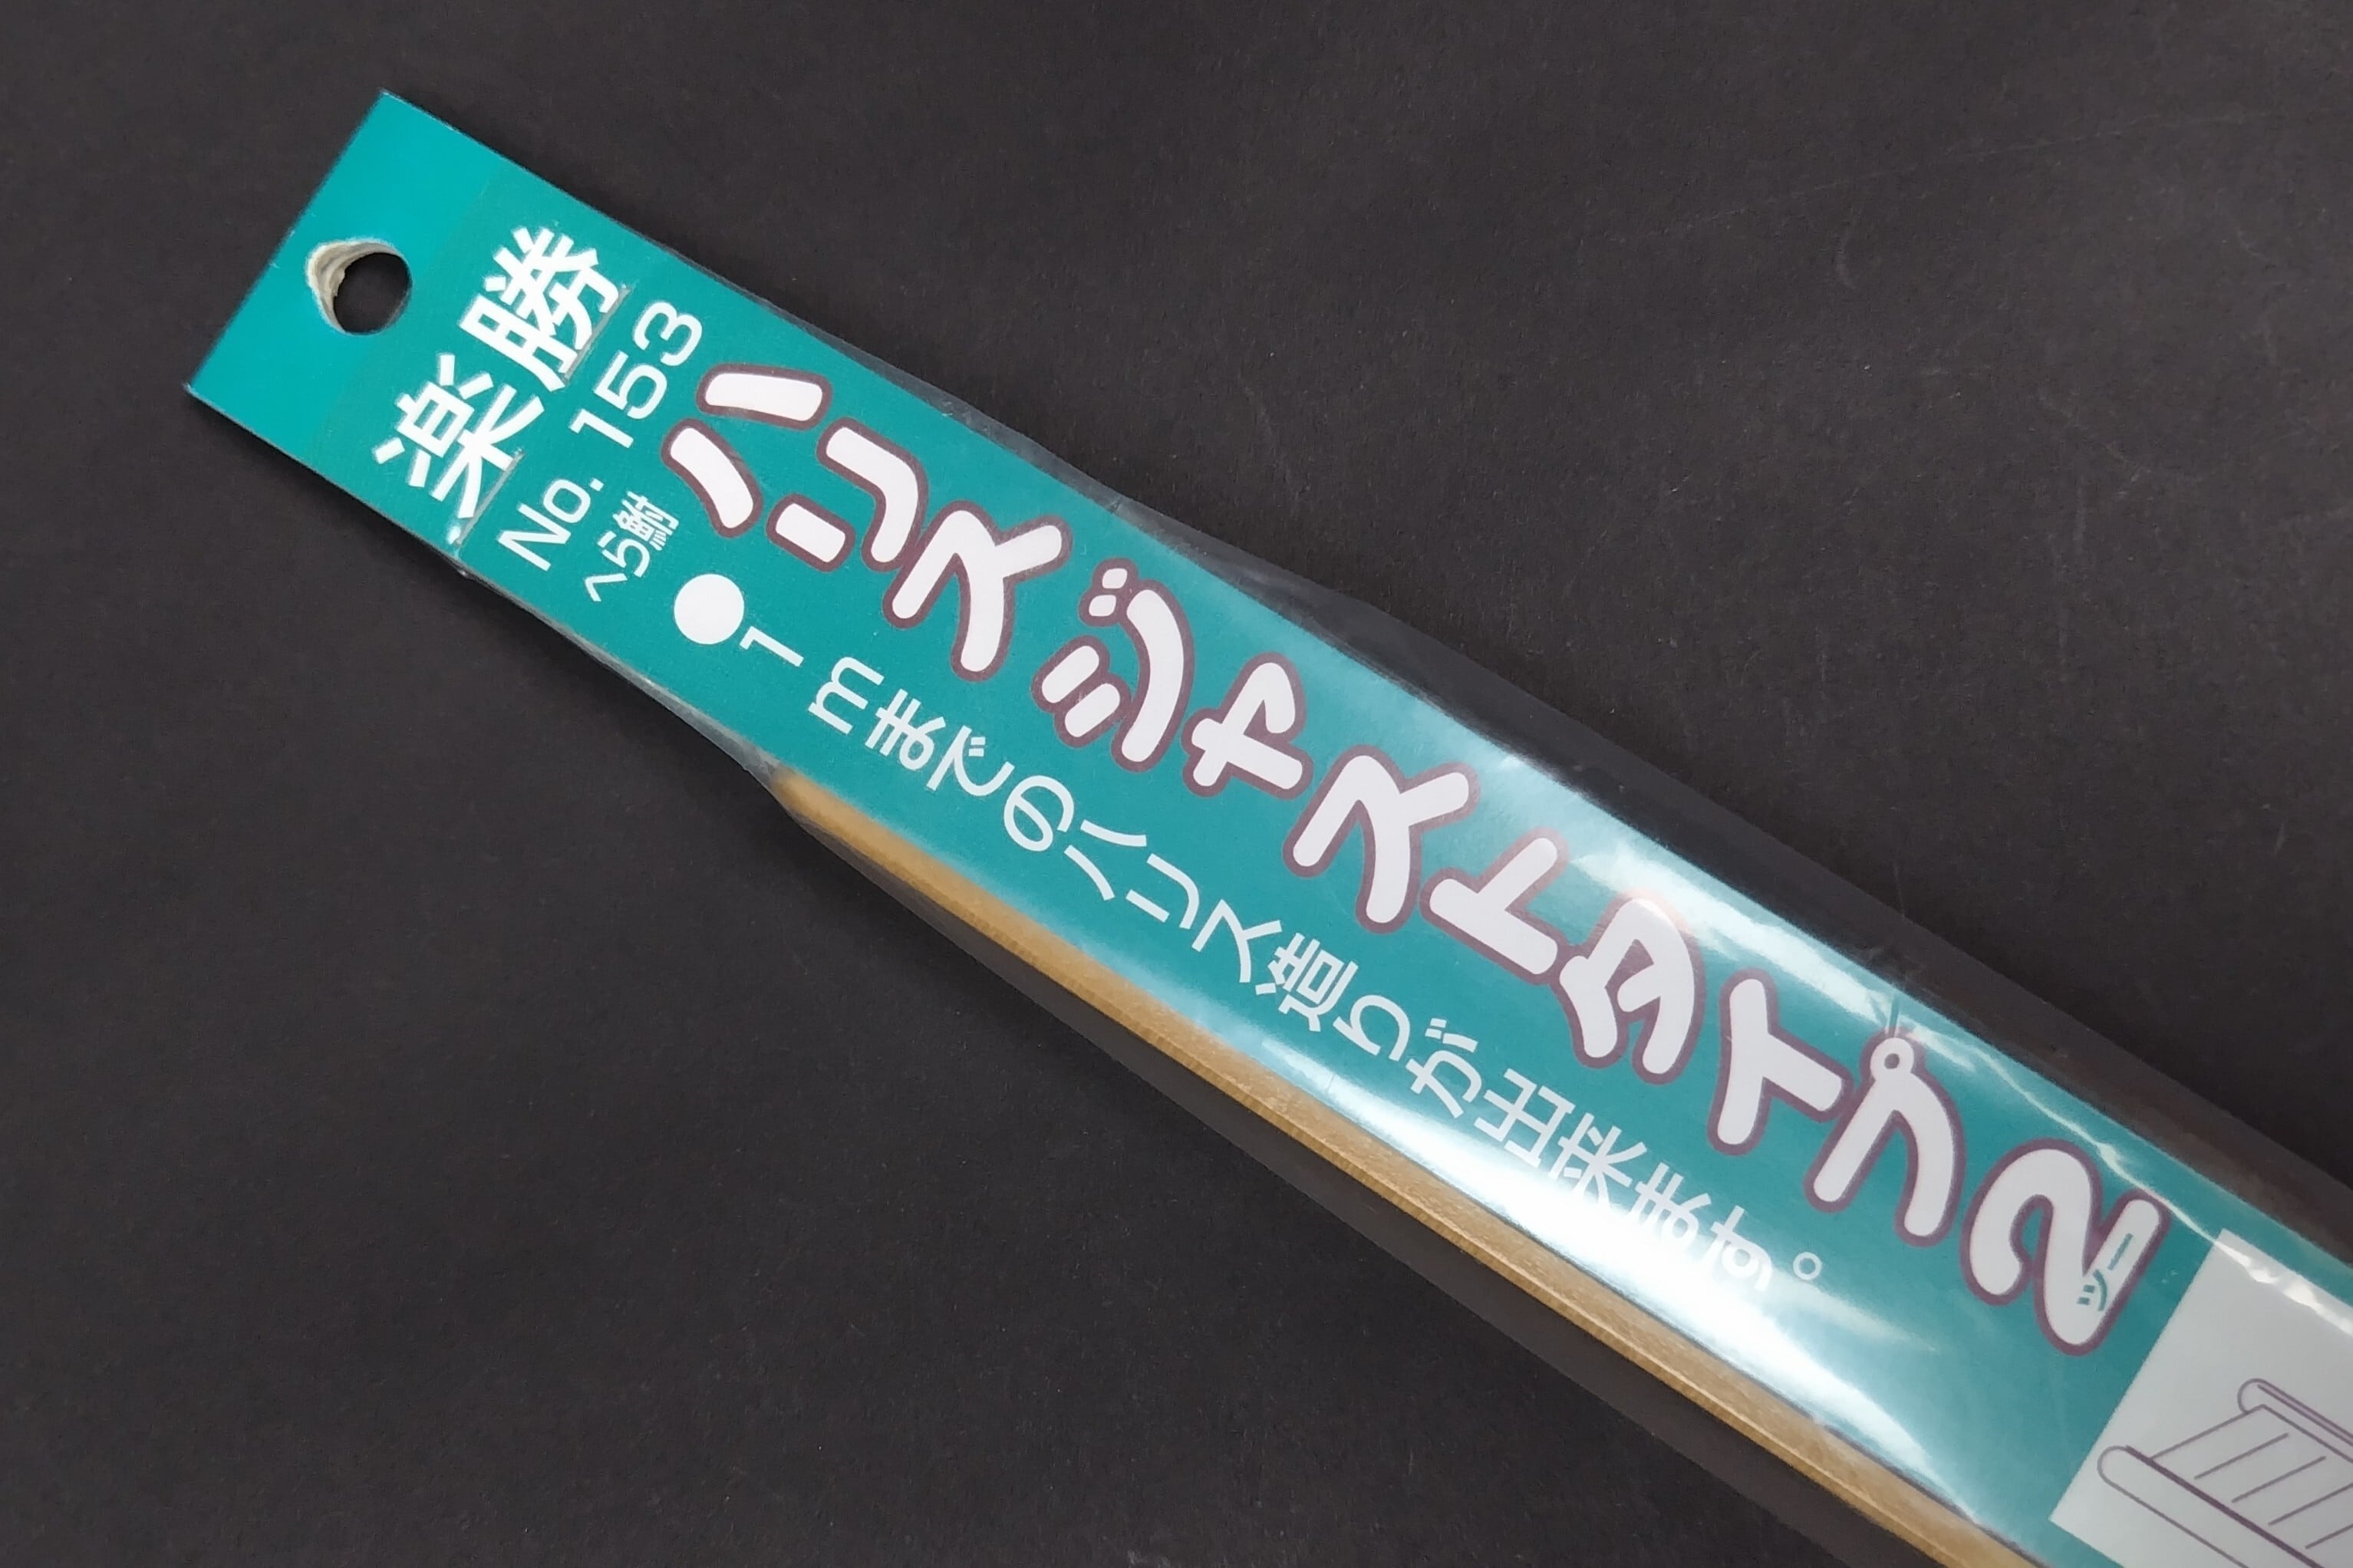 楽勝
No. 153
へら鮒
ハリスジャストタイプ2
ツー
●1mまでのハリス造りが出来ます。